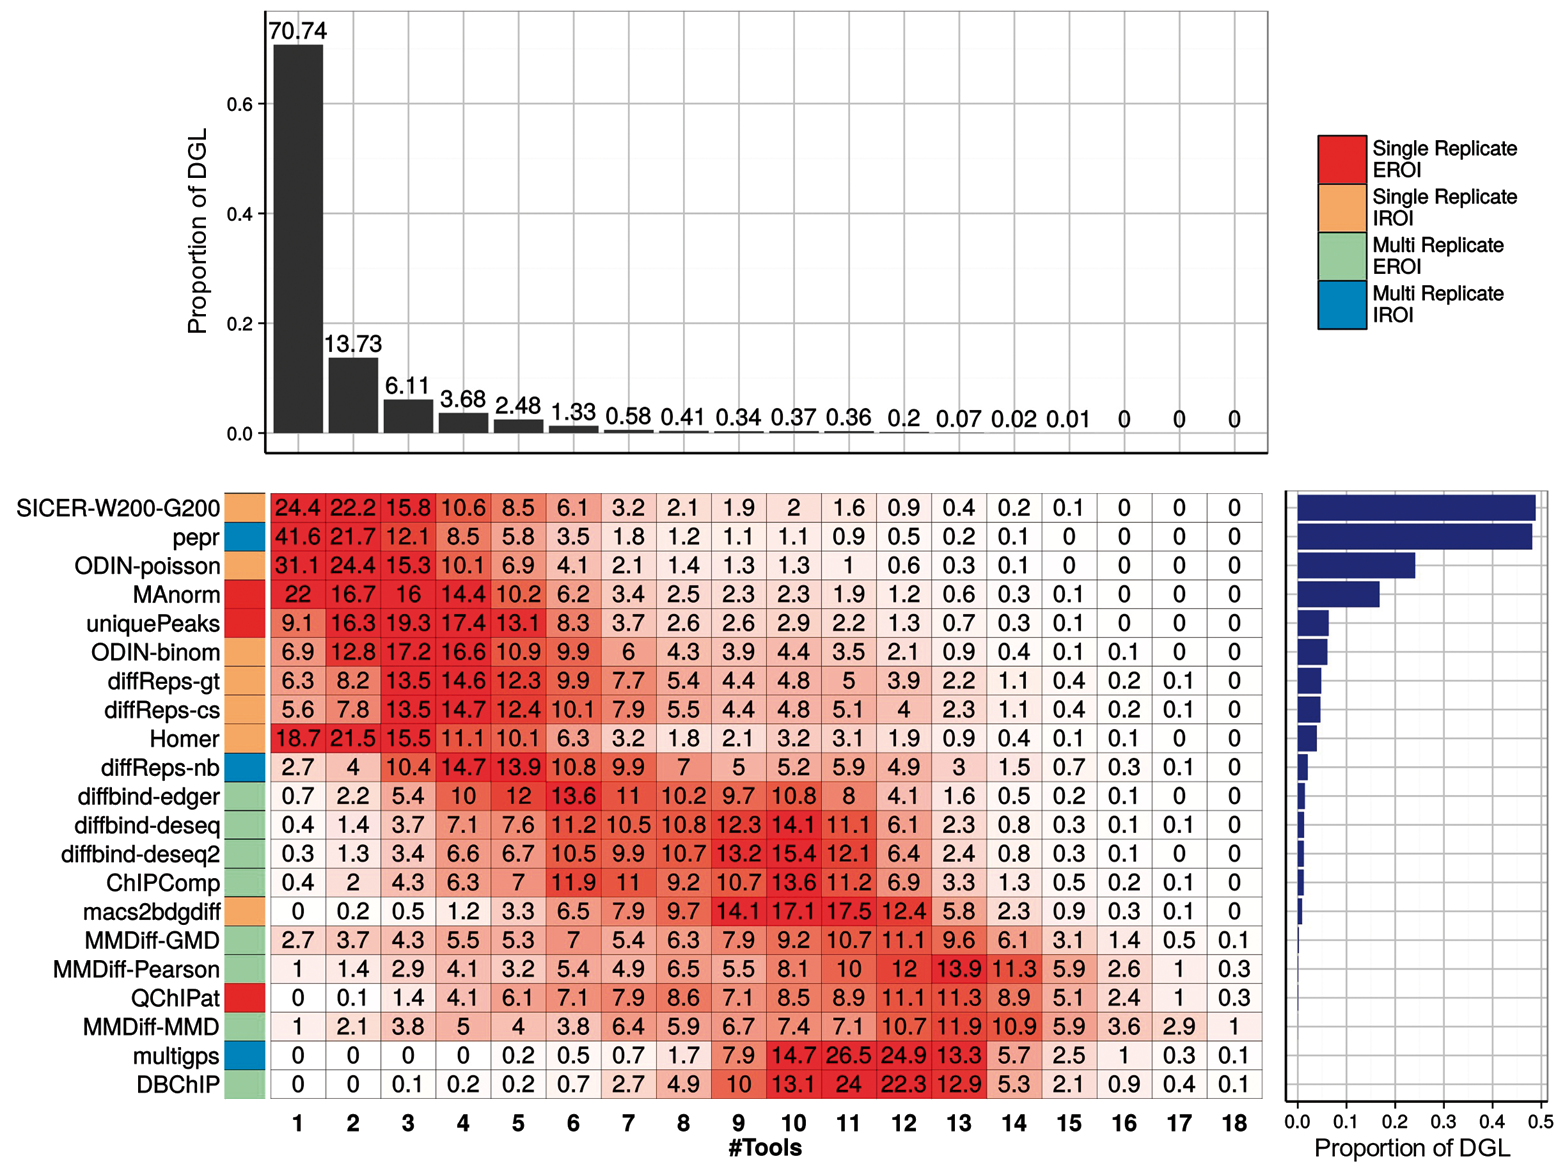 70.74
13.73
6.11
3.68
2.48
1.33
0.58
0.41
0.34
0.37
0.36
0.2
0.07
0.02
0.01
0
0
0
Proportion of DGL
0.6
0.4
0.2
0.0
Single Replicate
EROI
Single Replicate
IROI
Multi Replicate
EROI
Multi Replicate
IROI
SICER-W200-G200 24.4 22.2 15.8 10.6 8.5 6.1 3.2 2.1 1.9 2 1.6 0.9 0.4 0.2 0.1 0 0 0
pepr 41.6 21.7 12.1 8.5 5.8 3.5 1.8 1.2 1.1 1.1 0.9 0.5 0.2 0.1 0 0 0 0
ODIN-poisson 31.1 24.4 15.3 10.1 6.9 4.1 2.1 1.4 1.3 1.3 1 0.6 0.3 0.1 0 0 0 0
MAnorm 22 16.7 16 14.4 10.2 6.2 3.4 2.5 2.3 2.3 1.9 1.2 0.6 0.3 0.1 0 0 0
uniquePeaks 9.1 16.3 19.3 17.4 13.1 8.3 3.7 2.6 2.6 2.9 2.2 1.3 0.7 0.3 0.1 0 0 0
ODIN-binom 6.9 12.8 17.2 16.6 10.9 9.9 6 4.3 3.9 4.4 3.5 2.1 0.9 0.4 0.1 0.1 0 0
diffReps-gt 6.3 8.2 13.5 14.6 12.3 9.9 7.7 5.4 4.4 4.8 5 3.9 2.2 1.1 0.4 0.2 0.1 0
diffReps-cs 5.6 7.8 13.5 14.7 12.4 10.1 7.9 5.5 4.4 4.8 5.1 4 2.3 1.1 0.4 0.2 0.1 0
Homer 18.7 21.5 15.5 11.1 10.1 6.3 3.2 1.8 2.1 3.2 3.1 1.9 0.9 0.4 0.1 0.1 0 0
diffReps-nb 2.7 4 10.4 14.7 13.9 10.8 9.9 7 5 5.2 5.9 4.9 3 1.5 0.7 0.3 0.1 0
diffbind-edger 0.7 2.2 5.4 10 12 13.6 11 10.2 9.7 10.8 8 4.1 1.6 0.5 0.2 0.1 0 0
diffbind-deseq 0.4 1.4 3.7 7.1 7.6 11.2 10.5 10.8 12.3 14.1 11.1 6.1 2.3 0.8 0.3 0.1 0.1 0
diffbind-deseq2 0.3 1.3 3.4 6.6 6.7 10.5 9.9 10.7 13.2 15.4 12.1 6.4 2.4 0.8 0.3 0.1 0 0
ChIPComp 0.4 2 4.3 6.3 7 11.9 11 9.2 10.7 13.6 11.2 6.9 3.3 1.3 0.5 0.2 0.1 0
macs2bdgdiff 0 0.2 0.5 1.2 3.3 6.5 7.9 9.7 14.1 17.1 17.5 12.4 5.8 2.3 0.9 0.3 0.1 0
MMDiff-GMD 2.7 3.7 4.3 5.5 5.3 7 5.4 6.3 7.9 9.2 10.7 11.1 9.6 6.1 3.1 1.4 0.5 0.1
MMDiff-Pearson 1 1.4 2.9 4.1 3.2 5.4 4.9 6.5 5.5 8.1 10 12 13.9 11.3 5.9 2.6 1 0.3
QChIPat 0 0.1 1.4 4.1 6.1 7.1 7.9 8.6 7.1 8.5 8.9 11.1 11.3 8.9 5.1 2.4 1 0.3
MMDiff-MMD 1 2.1 3.8 5 4 3.8 6.4 5.9 6.7 7.4 7.1 10.7 11.9 10.9 5.9 3.6 2.9 1
multigps 0 0 0 0 0.2 0.5 0.7 1.7 7.9 14.7 26.5 24.9 13.3 5.7 2.5 1 0.3 0.1
DBChIP 0 0 0.1 0.2 0.2 0.7 2.7 4.9 10 13.1 24 22.3 12.9 5.3 2.1 0.9 0.4 0.1
1 2 3 4 5 6 7 8 9 10 11 12 13 14 15 16 17 18
#Tools
0.0 0.1 0.2 0.3 0.4 0.5
Proportion of DGL